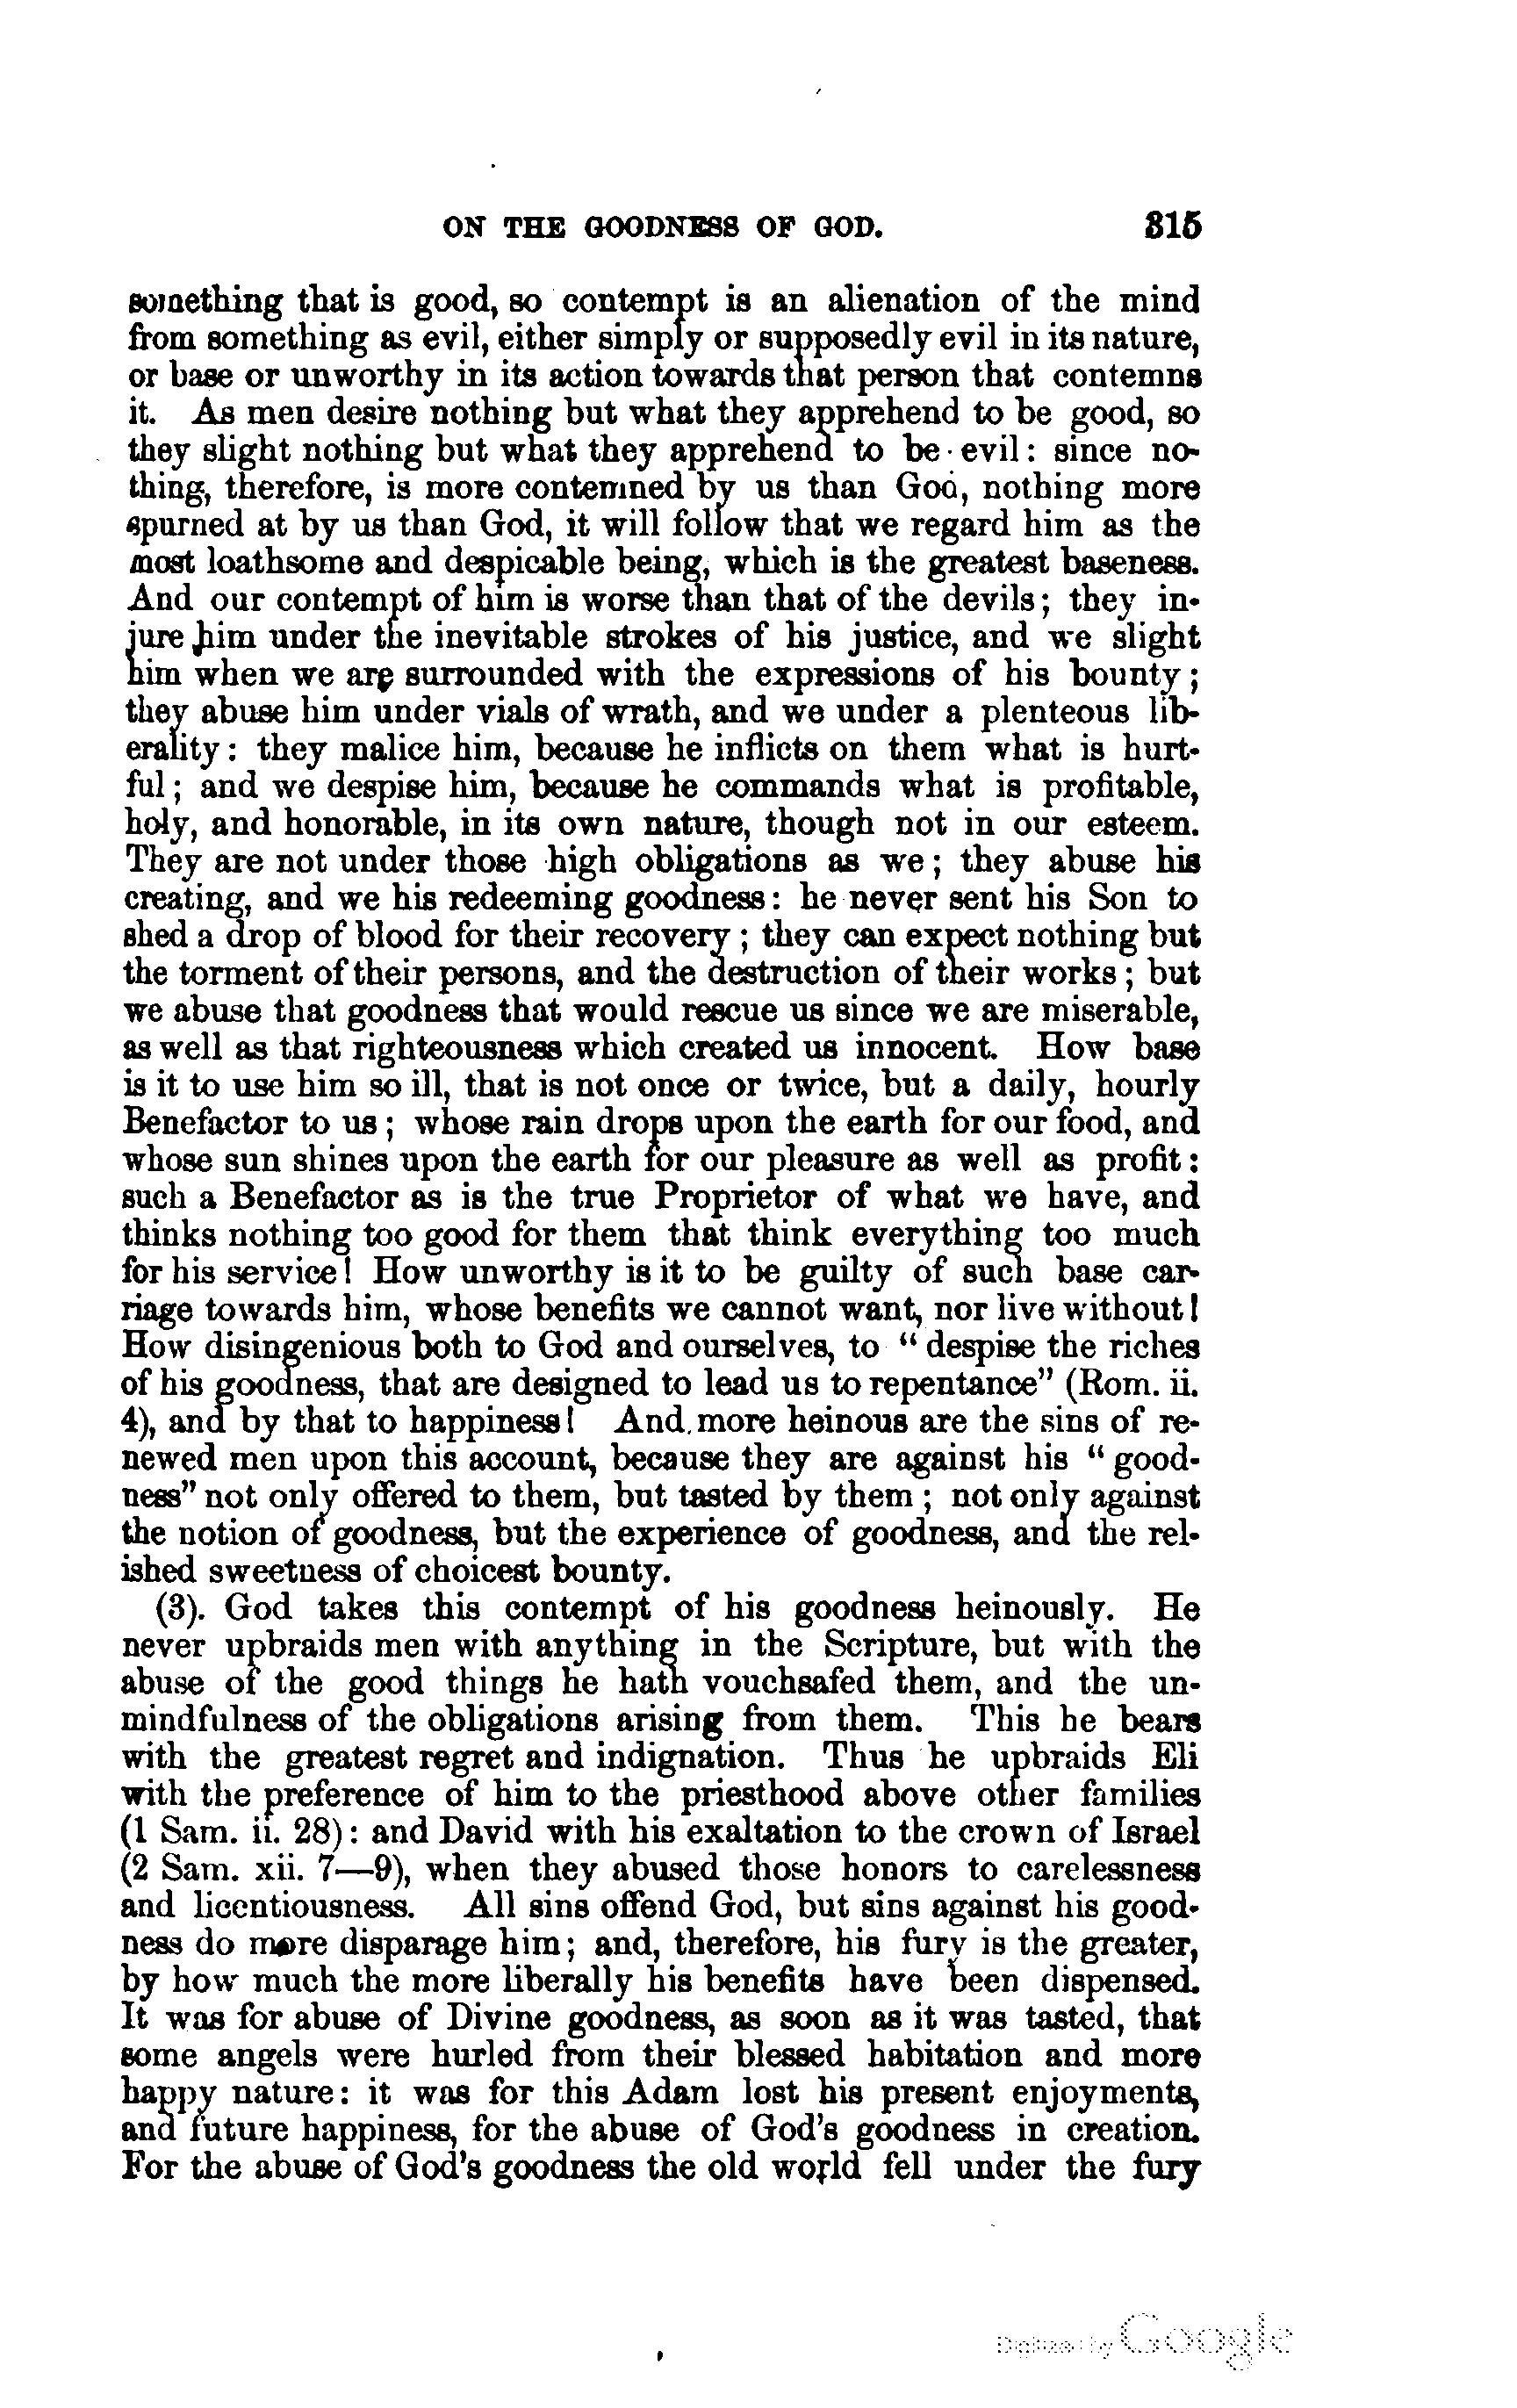 ON THE GOODNESS OF GOD. 315
something that is good, so contempt is an alienation of the mind
from something as evil, either simply or supposedly evil in its nature,
or base or unworthy in its action towards that person that contemns
it. As men desire nothing but what they apprehend to be good, so
they slight nothing but what they apprehend to be evil: since no-
thing, therefore, is more contemned by us than God, nothing more
spurned at by us than God, it will follow that we regard him as the
most loathsome and despicable being, which is the greatest baseness.
And our contempt of him is worse than that of the devils; they in-
jure him under the inevitable strokes of his justice, and we slight
him when we are surrounded with the expressions of his bounty;
they abuse him under vials of wrath, and we under a plenteous lib-
erality: they malice him, because he inflicts on them what is hurt-
ful; and we despise him, because he commands what is profitable,
holy, and honorable, in its own nature, though not in our esteem.
They are not under those high obligations as we; they abuse his
creating, and we his redeeming goodness: he never sent his Son to
shed a drop of blood for their recovery; they can expect nothing but
the torment of their persons, and the destruction of their works; but
we abuse that goodness that would rescue us since we are miserable,
as well as that righteousness which created us innocent. How base
is it to use him so ill, that is not once or twice, but a daily, hourly
Benefactor to us; whose rain drops upon the earth for our food, and
whose sun shines upon the earth for our pleasure as well as profit:
such a Benefactor as is the true Proprietor of what we have, and
thinks nothing too good for them that think everything too much
for his service! How unworthy is it to be guilty of such base car-
riage towards him, whose benefits we cannot want, nor live without!
How disingenious both to God and ourselves, to "despise the riches
of his goodness, that are designed to lead us to repentance" (Rom. ii.
4), and by that to happiness! And more heinous are the sins of re-
newed men upon this account, because they are against his "good-
ness" not only offered to them, but tasted by them; not only against
the notion of goodness, but the experience of goodness, and the rel-
ished sweetness of choicest bounty.
(3). God takes this contempt of his goodness heinously. He
never upbraids men with anything in the Scripture, but with the
abuse of the good things he hath vouchsafed them, and the un-
mindfulness of the obligations arising from them. This he bears
with the greatest regret and indignation. Thus he upbraids Eli
with the preference of him to the priesthood above other families
(1 Sam. ii. 28): and David with his exaltation to the crown of Israel
(2 Sam. xii. 7—9), when they abused those honors to carelessness
and licentiousness. All sins offend God, but sins against his good-
ness do more disparage him; and, therefore, his fury is the greater,
by how much the more liberally his benefits have been dispensed.
It was for abuse of Divine goodness, as soon as it was tasted, that
some angels were hurled from their blessed habitation and more
happy nature: it was for this Adam lost his present enjoyments,
and future happiness, for the abuse of God's goodness in creation.
For the abuse of God's goodness the old world fell under the fury
Digitized by Google